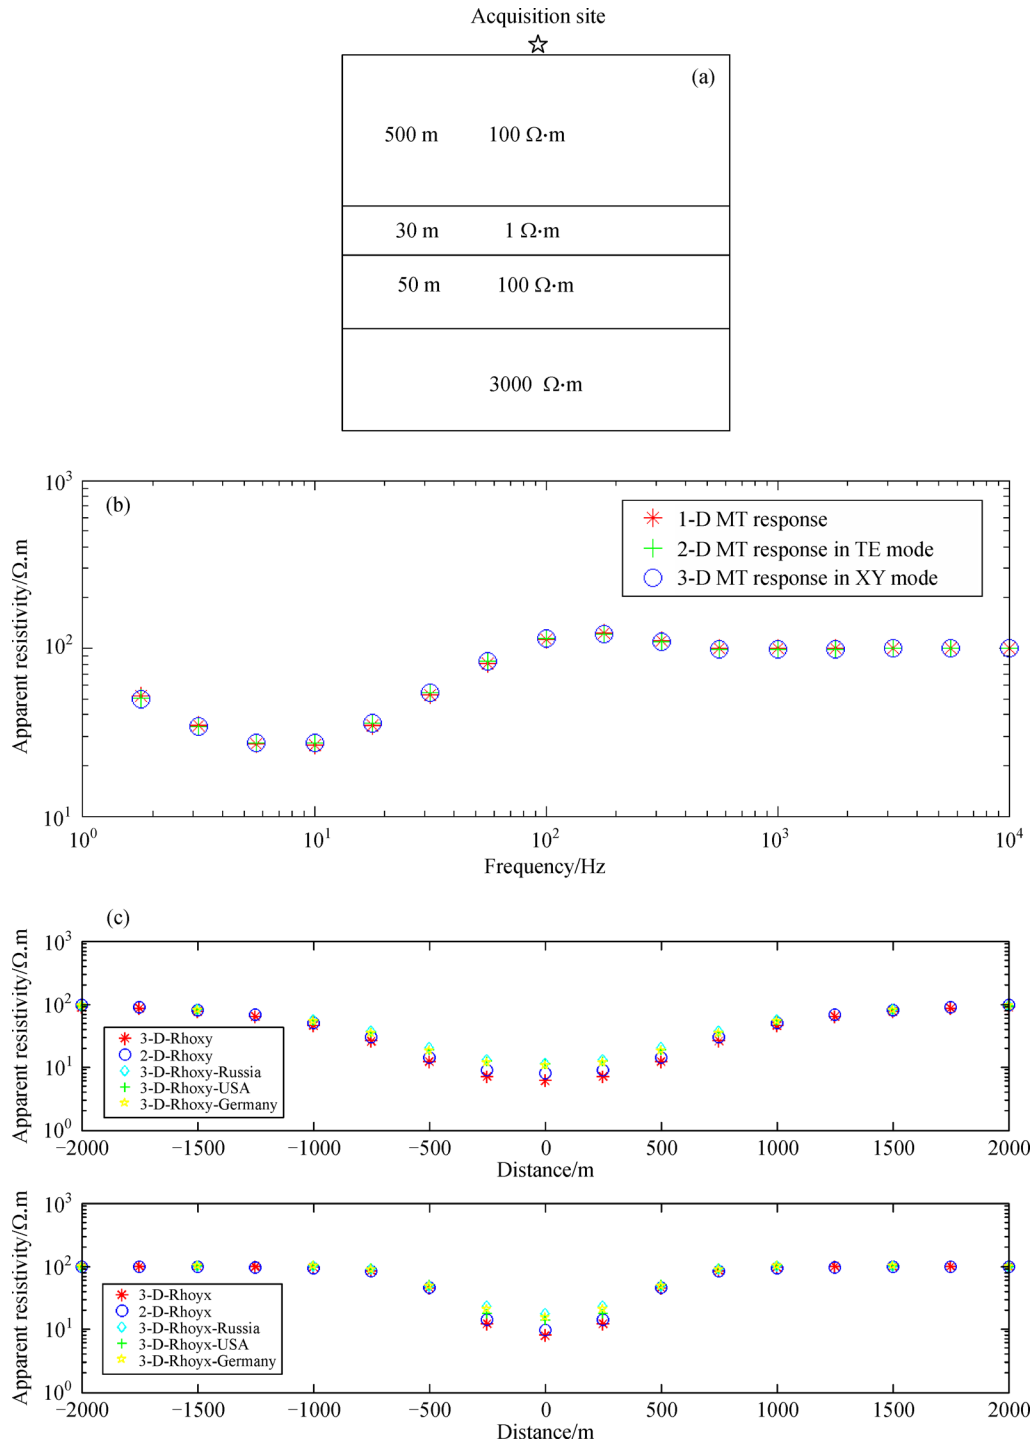 Acquisition site
(a)
500 m 100 Ω·m
30 m 1 Ω·m
50 m 100 Ω·m
3000 Ω·m
(b)
1-D MT response
2-D MT response in TE mode
3-D MT response in XY mode
10³
10²
10¹
Apparent resistivity/Ω.m
10⁰ 10¹ 10² 10³ 10⁴
Frequency/Hz
(c)
10³
10²
10¹
10⁰
Apparent resistivity/Ω.m
3-D-Rhoxy
2-D-Rhoxy
3-D-Rhoxy-Russia
3-D-Rhoxy-USA
3-D-Rhoxy-Germany
−2000 −1500 −1000 −500 0 500 1000 1500 2000
Distance/m
10³
10²
10¹
10⁰
Apparent resistivity/Ω.m
3-D-Rhoyx
2-D-Rhoyx
3-D-Rhoyx-Russia
3-D-Rhoyx-USA
3-D-Rhoyx-Germany
−2000 −1500 −1000 −500 0 500 1000 1500 2000
Distance/m